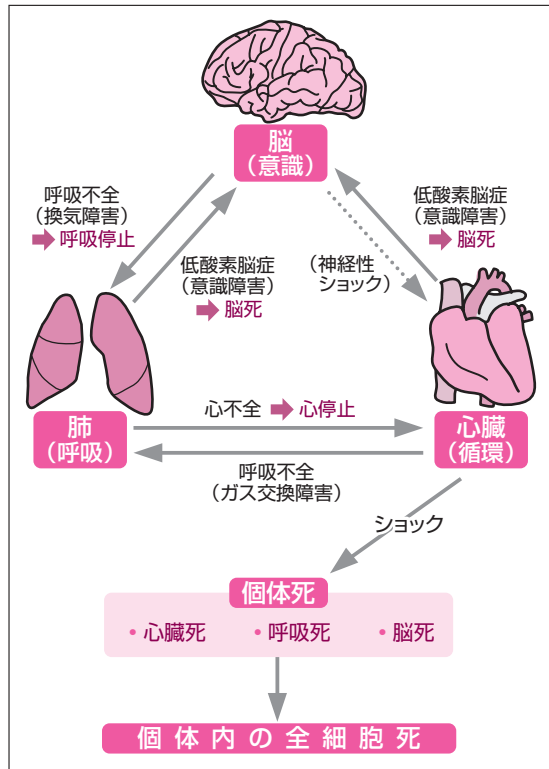 脳
（意識）
呼吸不全
（換気障害）
➡ 呼吸停止
低酸素脳症
（意識障害）
➡ 脳死
（神経性
ショック）
低酸素脳症
（意識障害）
➡ 脳死
肺
（呼吸）
心不全 ➡ 心停止
呼吸不全
（ガス交換障害）
心臓
（循環）
ショック
個体死
・心臓死 ・呼吸死 ・脳死
個体内の全細胞死